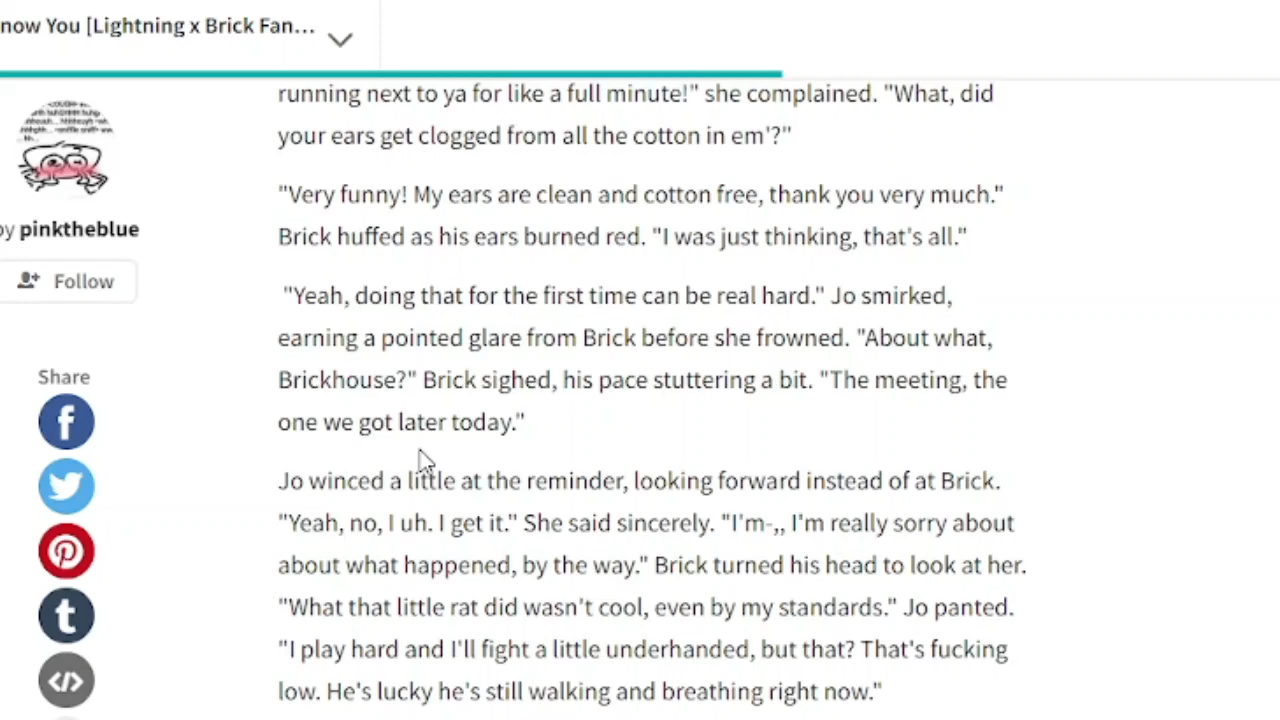 now You [Lightning x Brick Fan...
running next to ya for like a full minute!" she complained. "What, did
your ears get clogged from all the cotton in em'?"
"Very funny! My ears are clean and cotton free, thank you very much."
Brick huffed as his ears burned red. "I was just thinking, that's all."
"Yeah, doing that for the first time can be real hard." Jo smirked,
earning a pointed glare from Brick before she frowned. "About what,
Brickhouse?" Brick sighed, his pace stuttering a bit. "The meeting, the
one we got later today."
Jo winced a little at the reminder, looking forward instead of at Brick.
"Yeah, no, I uh. I get it." She said sincerely. "I'm-,, I'm really sorry about
about what happened, by the way." Brick turned his head to look at her.
"What that little rat did wasn't cool, even by my standards." Jo panted.
"I play hard and I'll fight a little underhanded, but that? That's fucking
low. He's lucky he's still walking and breathing right now."
by pinktheblue
Follow
Share